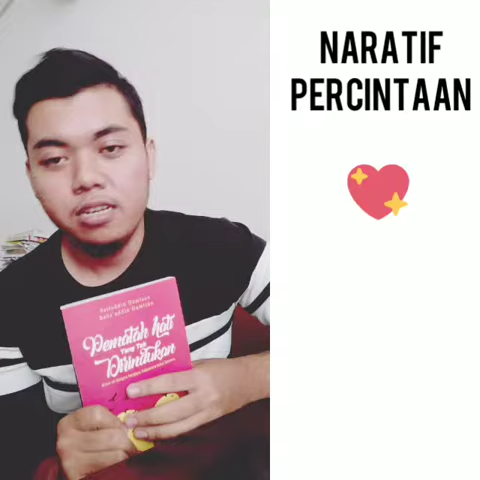 NARATIF
PERCINTAAN
Pematah hati
Yang Tak
Dirindukan